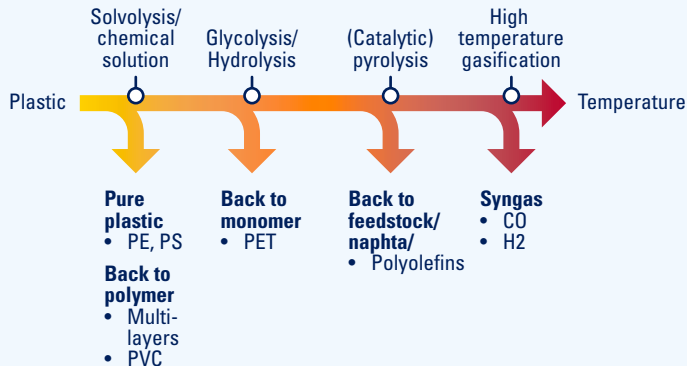 Solvolysis/
chemical
solution
Glycolysis/
Hydrolysis
(Catalytic)
pyrolysis
High
temperature
gasification
Plastic
Temperature
Pure
plastic
• PE, PS
Back to
polymer
• Multi-
layers
• PVC
Back to
monomer
• PET
Back to
feedstock/
naphta/
• Polyolefins
Syngas
• CO
• H2